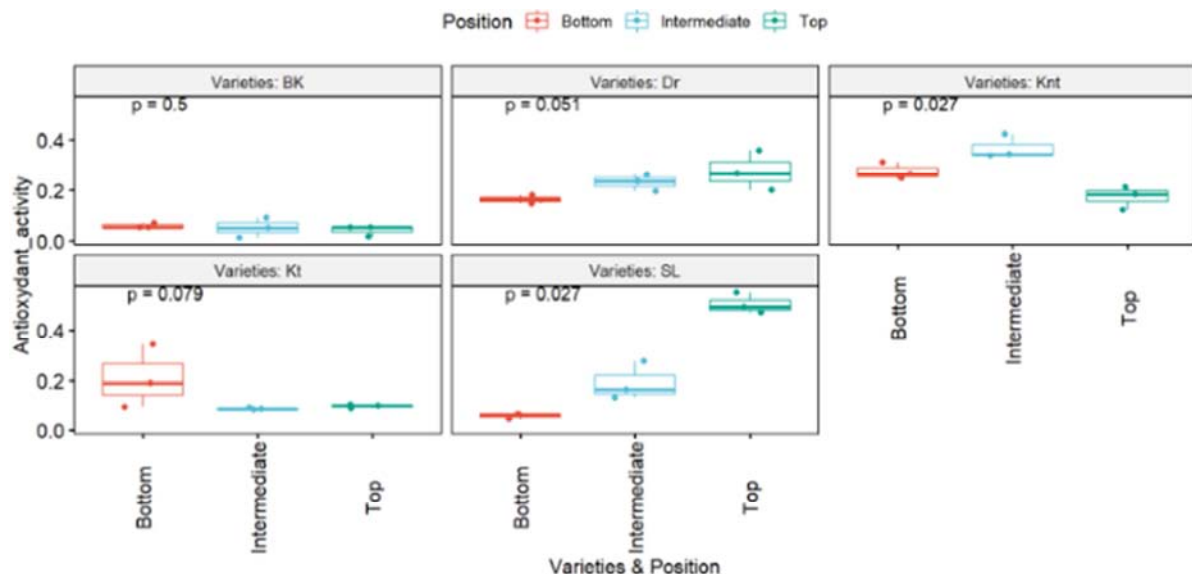 Position Bottom Intermediate Top
Varieties: BK Varieties: Dr Varieties: Knt
p = 0.5 p = 0.051 p = 0.027
0.4
0.2
0.0
Varieties: Kt Varieties: SL
p = 0.079 p = 0.027
0.4
0.2
0.0
Antioxydant_activity
Bottom Intermediate Top
Bottom Intermediate Top
Bottom Intermediate Top
Varieties & Position